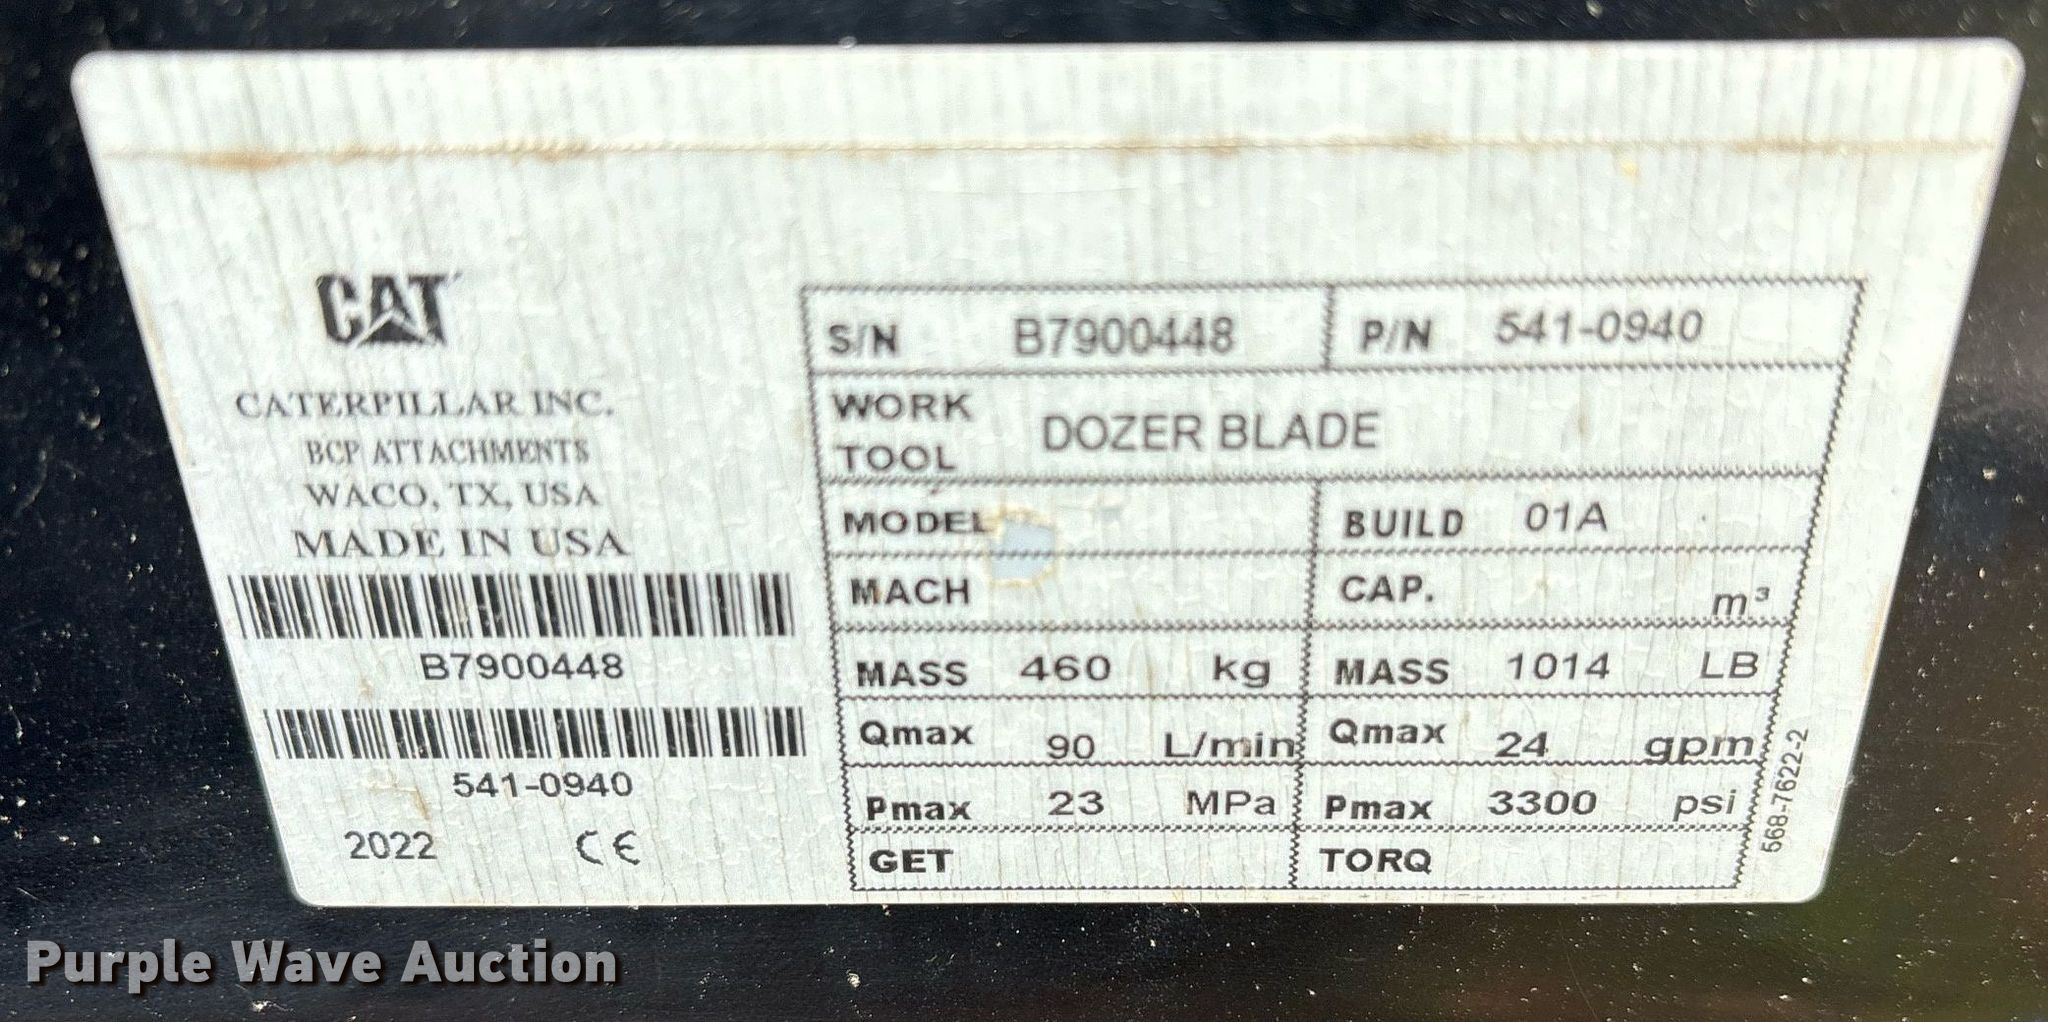 CAT
CATERPILLAR INC.
BCP ATTACHMENTS
WACO, TX, USA
MADE IN USA
B7900448
541-0940
2022 CE
S/N B7900448 P/N 541-0940
WORK TOOL DOZER BLADE
MODEL BUILD 01A
MACH CAP. m³
MASS 460 kg MASS 1014 LB
Qmax 90 L/min Qmax 24 gpm
Pmax 23 MPa Pmax 3300 psi
GET TORQ
568-7622-2
Purple Wave Auction